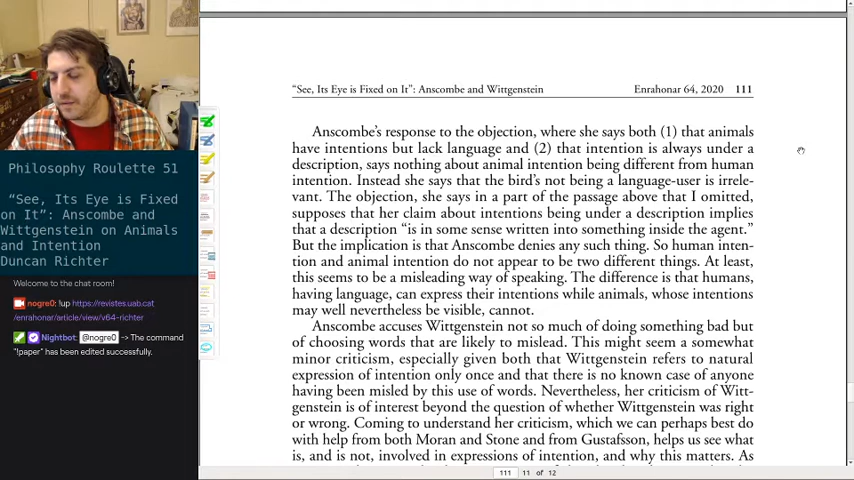 "See, Its Eye is Fixed on It": Anscombe and Wittgenstein Enrahonar 64, 2020 111
Anscombe's response to the objection, where she says both (1) that animals
have intentions but lack language and (2) that intention is always under a
description, says nothing about animal intention being different from human
intention. Instead she says that the bird's not being a language-user is irrele-
vant. The objection, she says in a part of the passage above that I omitted,
supposes that her claim about intentions being under a description implies
that a description "is in some sense written into something inside the agent."
But the implication is that Anscombe denies any such thing. So human inten-
tion and animal intention do not appear to be two different things. At least,
this seems to be a misleading way of speaking. The difference is that humans,
having language, can express their intentions while animals, whose intentions
may well nevertheless be visible, cannot.
Anscombe accuses Wittgenstein not so much of doing something bad but
of choosing words that are likely to mislead. This might seem a somewhat
minor criticism, especially given both that Wittgenstein refers to natural
expression of intention only once and that there is no known case of anyone
having been misled by this use of words. Nevertheless, her criticism of Witt-
genstein is of interest beyond the question of whether Wittgenstein was right
or wrong. Coming to understand her criticism, which we can perhaps best do
with help from both Moran and Stone and from Gustafsson, helps us see what
is, and is not, involved in expressions of intention, and why this matters. As
111 11 of 12
Philosophy Roulette 51
"See, Its Eye is Fixed
on It": Anscombe and
Wittgenstein on Animals
and Intention
Duncan Richter
Welcome to the chat room!
nogre0: !up https://revistes.uab.cat
/enrahonar/article/view/v64-richter
Nightbot: @nogre0 -> The command
"!paper" has been edited successfully.